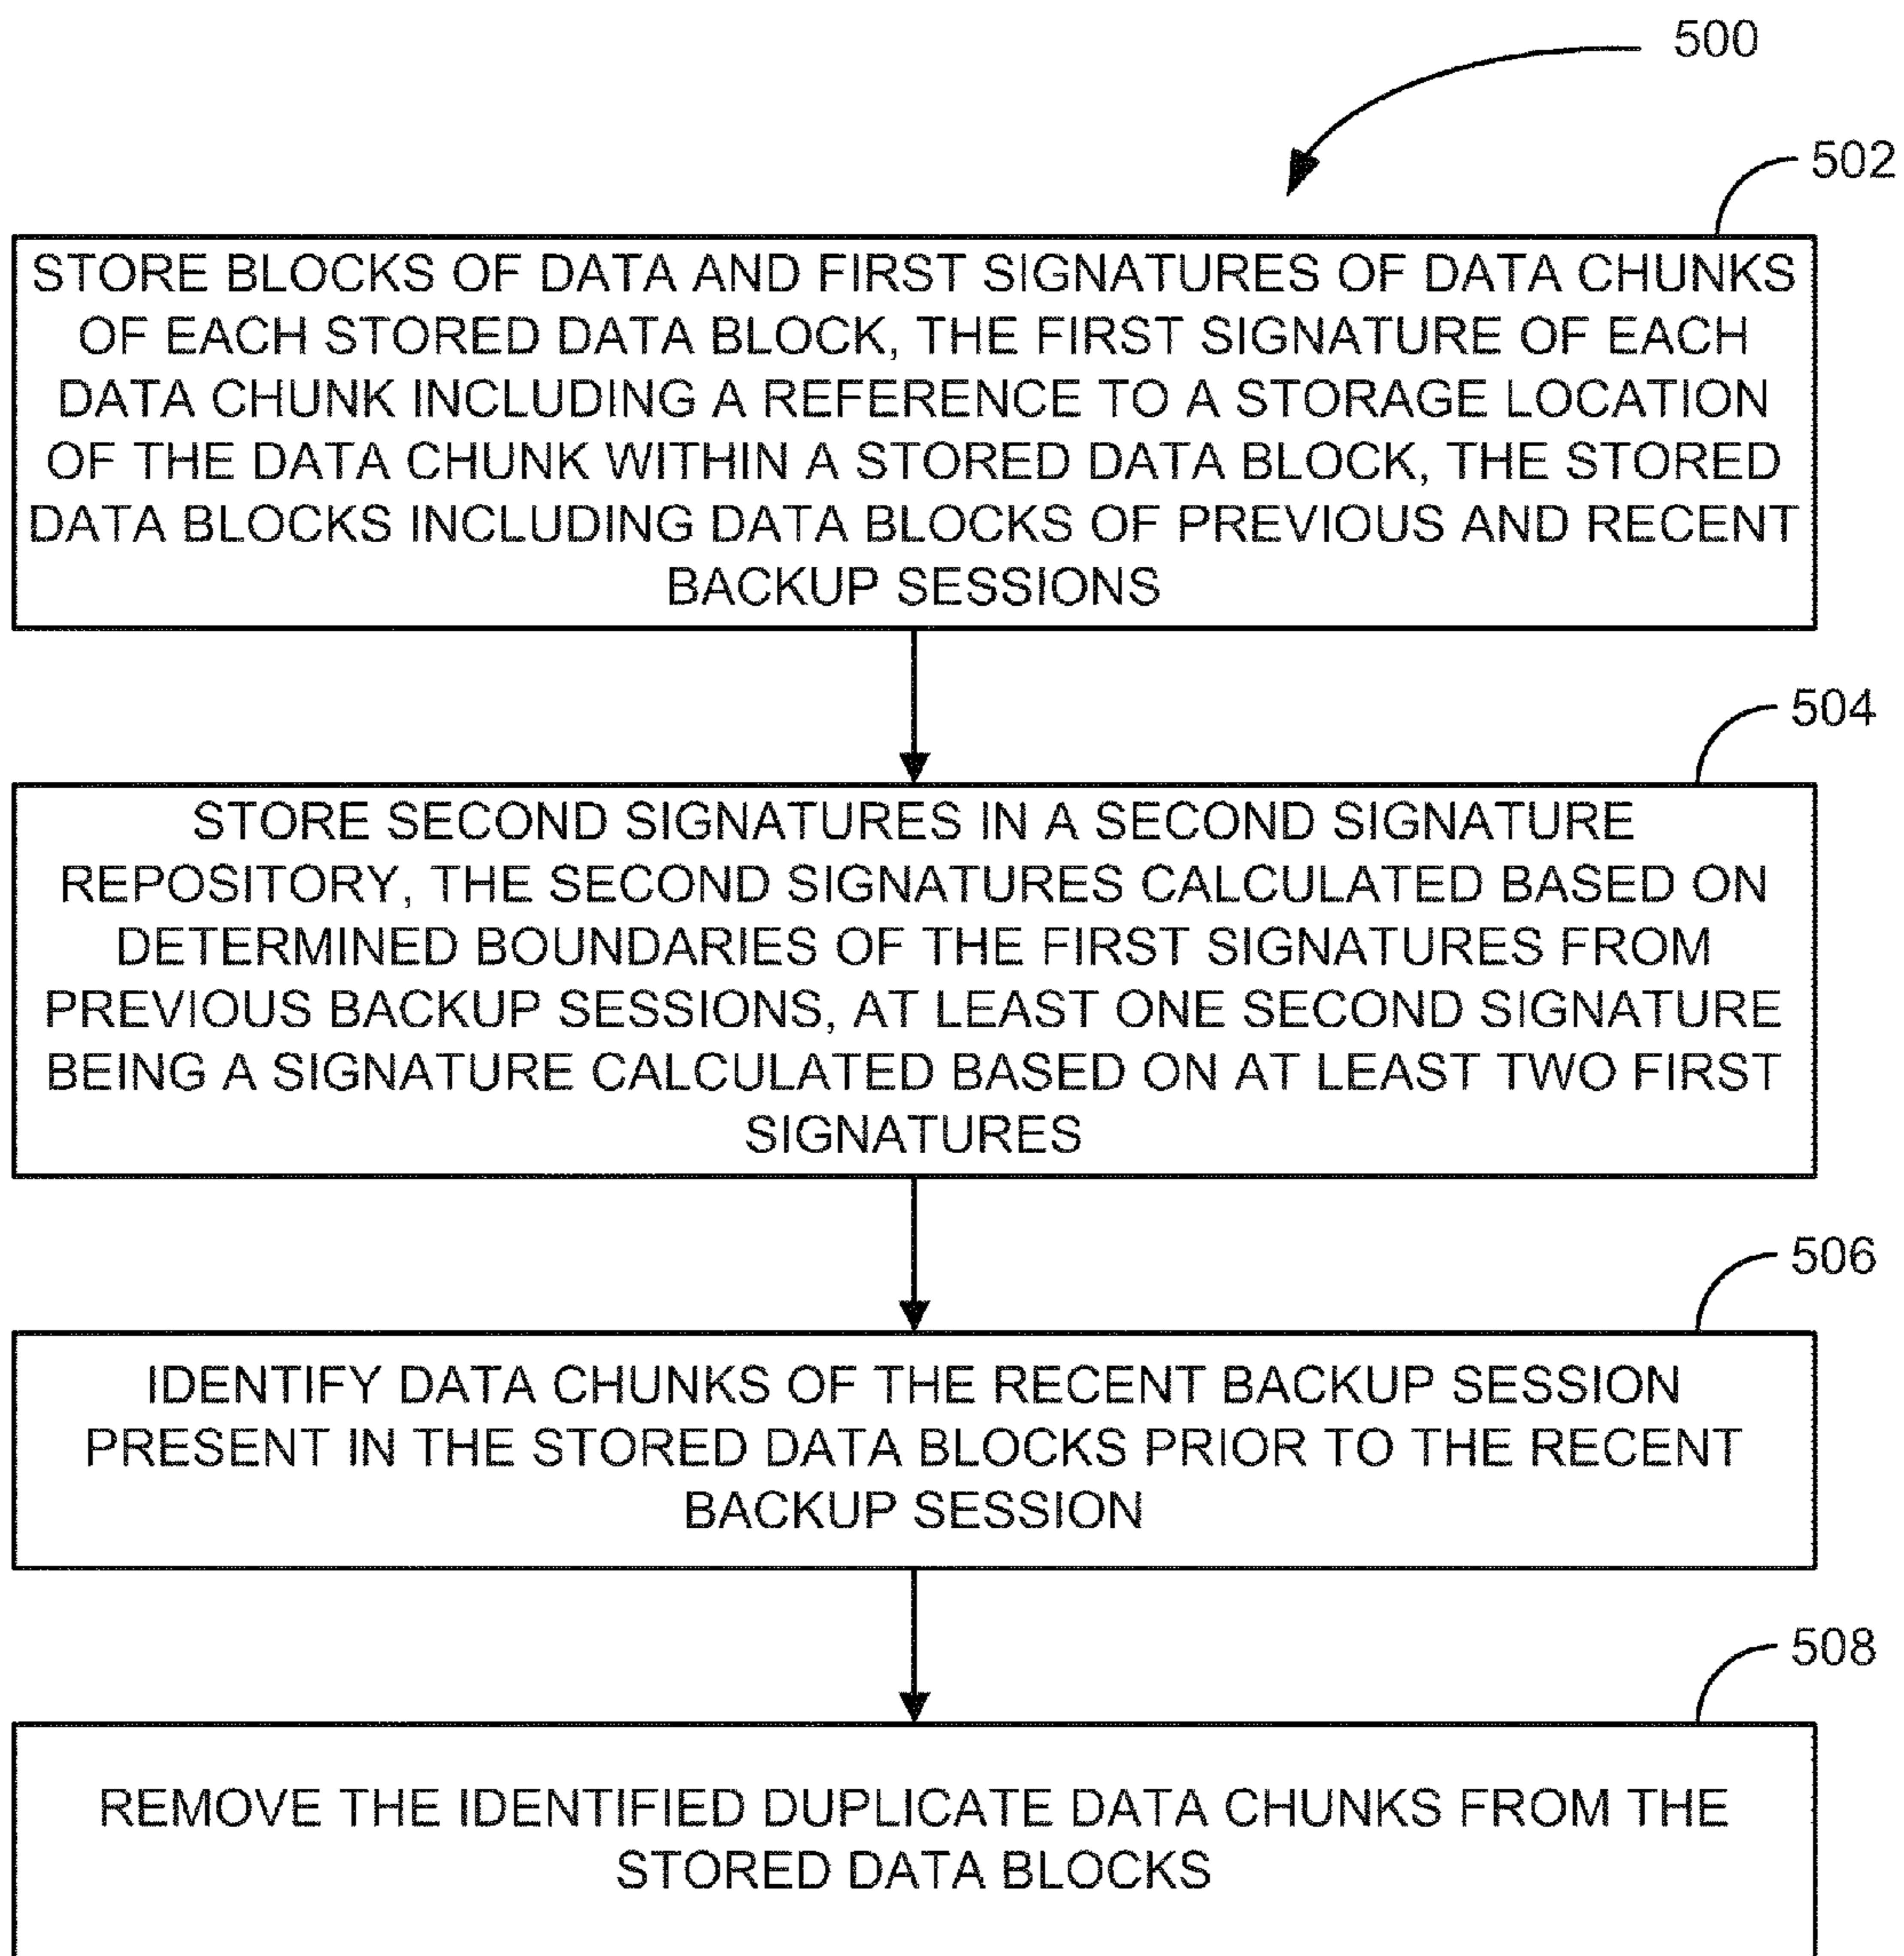 500
502
STORE BLOCKS OF DATA AND FIRST SIGNATURES OF DATA CHUNKS
OF EACH STORED DATA BLOCK, THE FIRST SIGNATURE OF EACH
DATA CHUNK INCLUDING A REFERENCE TO A STORAGE LOCATION
OF THE DATA CHUNK WITHIN A STORED DATA BLOCK, THE STORED
DATA BLOCKS INCLUDING DATA BLOCKS OF PREVIOUS AND RECENT
BACKUP SESSIONS
504
STORE SECOND SIGNATURES IN A SECOND SIGNATURE
REPOSITORY, THE SECOND SIGNATURES CALCULATED BASED ON
DETERMINED BOUNDARIES OF THE FIRST SIGNATURES FROM
PREVIOUS BACKUP SESSIONS, AT LEAST ONE SECOND SIGNATURE
BEING A SIGNATURE CALCULATED BASED ON AT LEAST TWO FIRST
SIGNATURES
506
IDENTIFY DATA CHUNKS OF THE RECENT BACKUP SESSION
PRESENT IN THE STORED DATA BLOCKS PRIOR TO THE RECENT
BACKUP SESSION
508
REMOVE THE IDENTIFIED DUPLICATE DATA CHUNKS FROM THE
STORED DATA BLOCKS